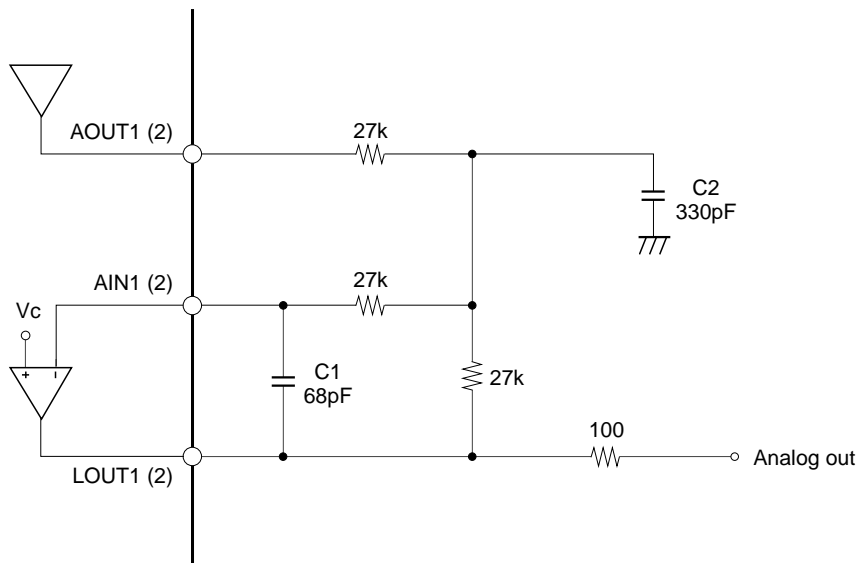 AOUT1 (2)
27k
C2
330pF
AIN1 (2)
27k
Vc
+
–
C1
68pF
27k
100
Analog out
LOUT1 (2)